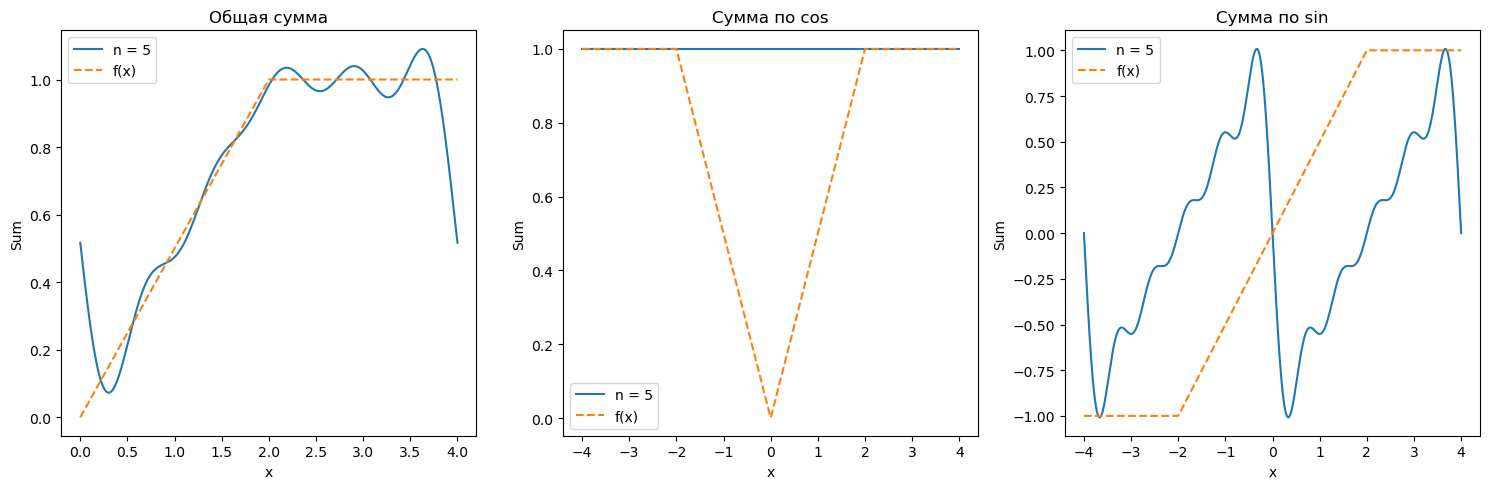 Общая сумма
n = 5
f(x)
Sum
1.0
0.8
0.6
0.4
0.2
0.0
0.0 0.5 1.0 1.5 2.0 2.5 3.0 3.5 4.0
x
Сумма по cos
Sum
1.0
0.8
0.6
0.4
0.2
0.0
n = 5
f(x)
−4 −3 −2 −1 0 1 2 3 4
x
Сумма по sin
n = 5
f(x)
Sum
1.00
0.75
0.50
0.25
0.00
−0.25
−0.50
−0.75
−1.00
−4 −3 −2 −1 0 1 2 3 4
x